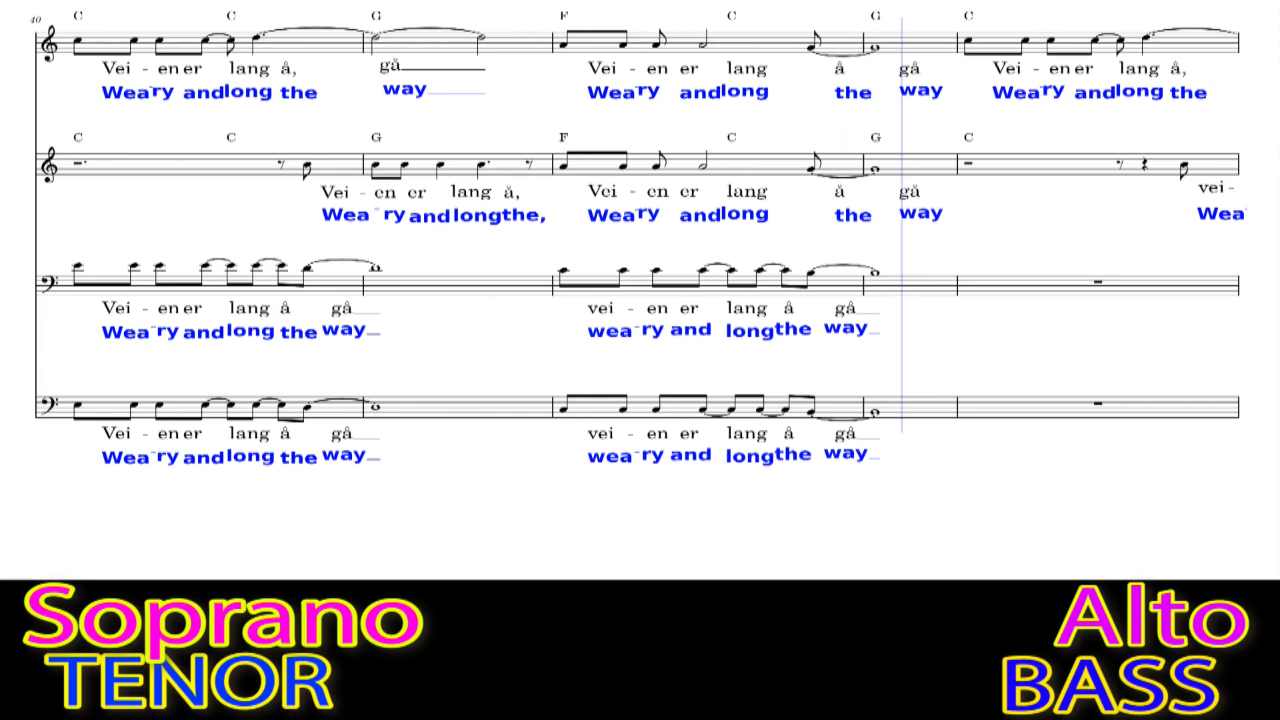 40 C C G F C G C
Vei - en er lang å, gå Vei - en er lang å gå Vei - en er lang å,
Wea-ry and long the way Wea-ry and long the way Wea-ry and long the
C C G F C G C
Vei - en er lang å, Vei - en er lang å gå vei-
Wea-ry and long the, Wea-ry and long the way Wea-
Vei - en er lang å gå vei - en er lang å gå
Wea-ry and long the way wea-ry and long the way
Vei - en er lang å gå vei - en er lang å gå
Wea-ry and long the way wea-ry and long the way
Soprano Alto
TENOR BASS